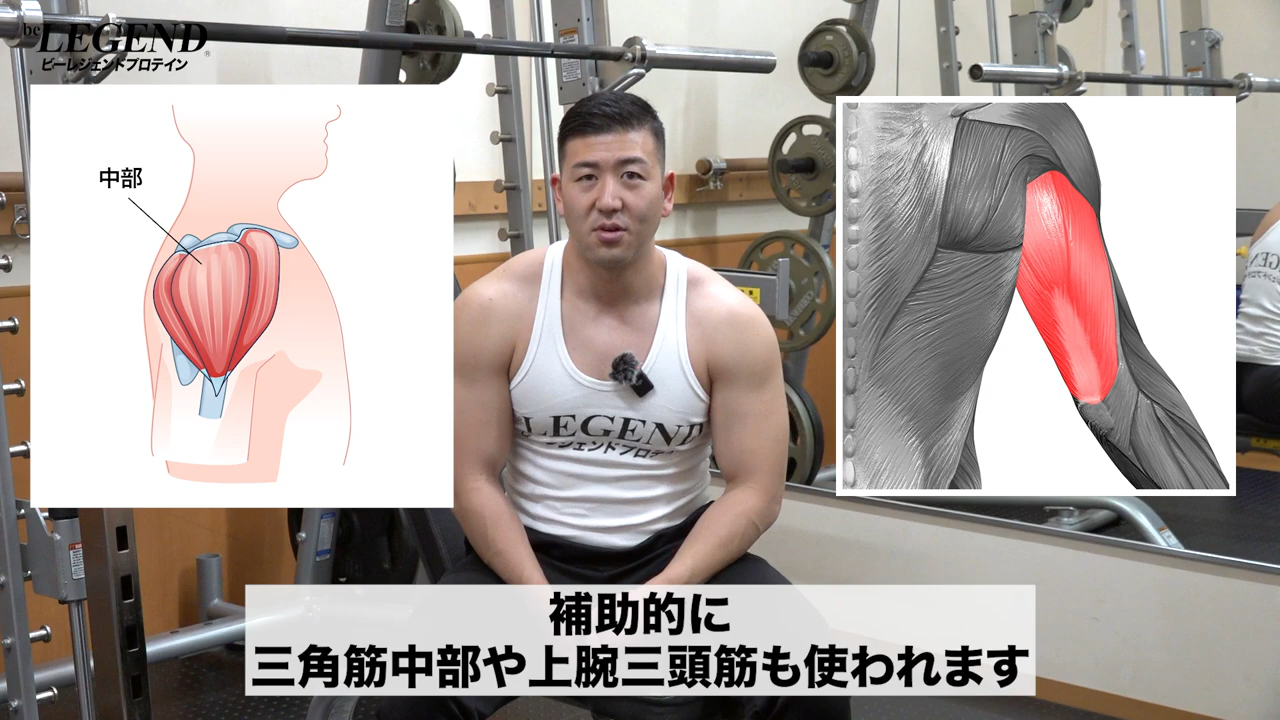 be LEGEND
ビーレジェンドプロテイン
中部
LEGEND
ビーレジェンドプロテイン
補助的に
三角筋中部や上腕三頭筋も使われます